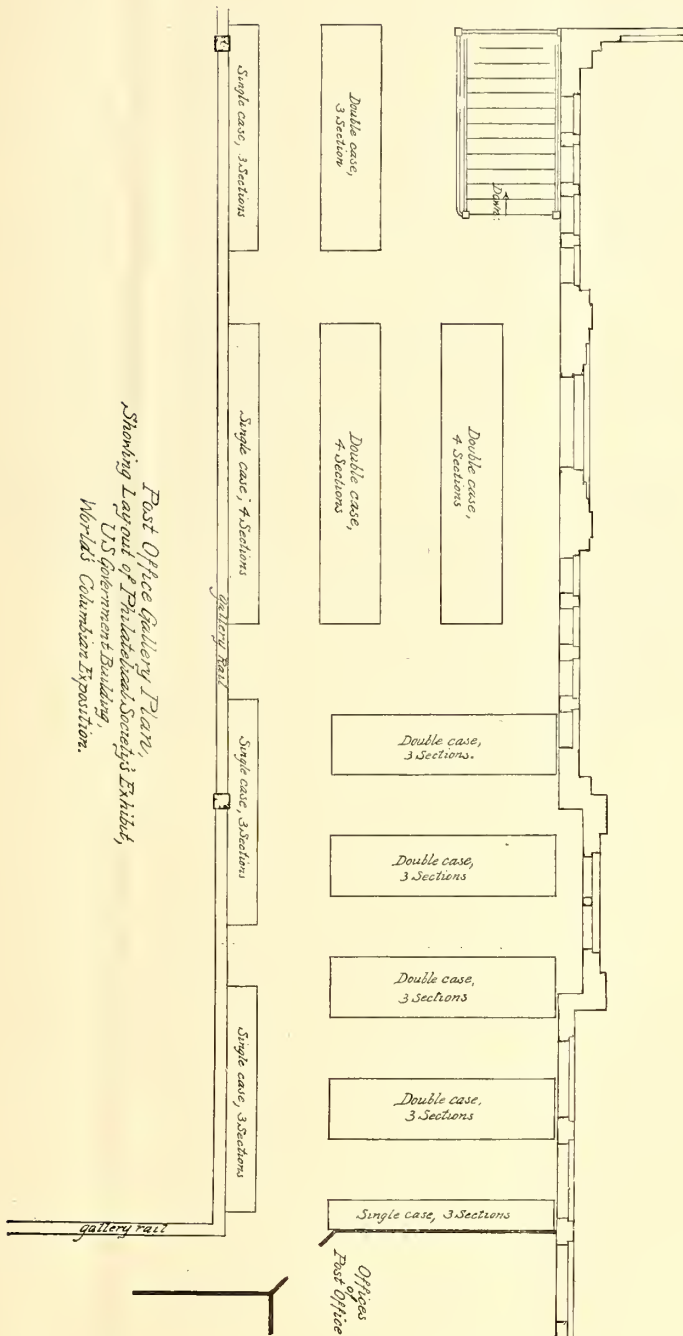 Post Office Gallery Plan,
Showing Layout of Philatelical Society's Exhibit,
U S Government Building,
World's Columbian Exposition.
Single case, 3 Sections
Double case,
3 Section
Down.
Single case, 4 Sections
Double case,
4 Sections
Double case,
4 Sections
Gallery Rail
Single case, 3 Sections
Double case,
3 Sections.
Double case,
3 Sections
Double case,
3 Sections
Single case, 3 Sections
Double case,
3 Sections
Single case, 3 Sections
gallery rail
Offices
of
Post Office